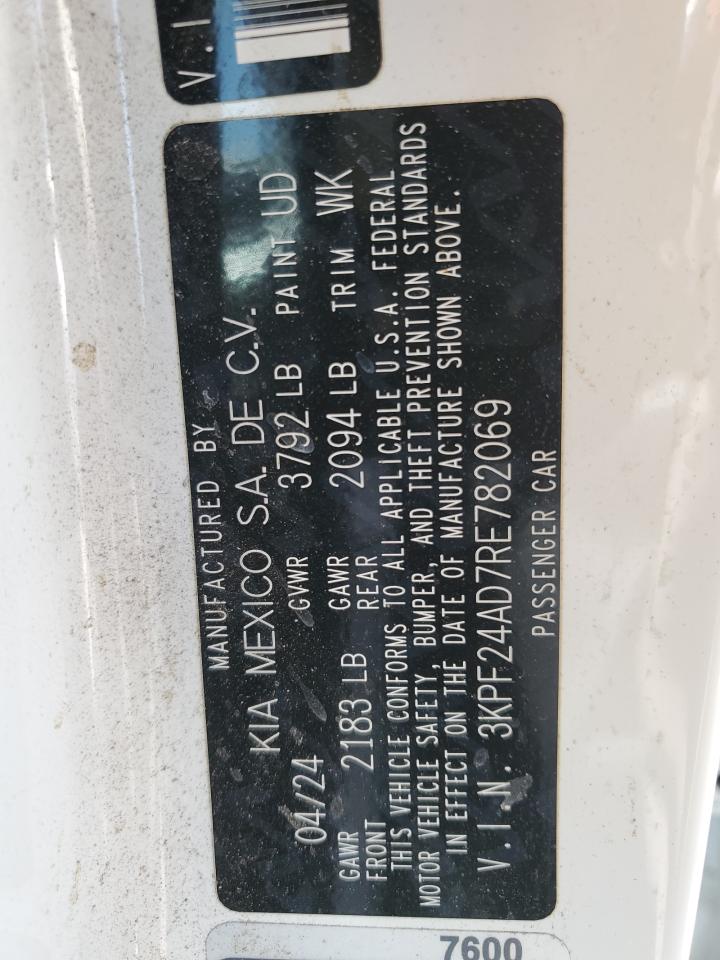 V.I
MANUFACTURED BY
KIA MEXICO S.A. DE C.V.
04/24 GVWR 3792 LB PAINT UD
GAWR FRONT 2183 LB GAWR REAR 2094 LB TRIM WK
THIS VEHICLE CONFORMS TO ALL APPLICABLE U.S.A. FEDERAL
MOTOR VEHICLE SAFETY, BUMPER, AND THEFT PREVENTION STANDARDS
IN EFFECT ON THE DATE OF MANUFACTURE SHOWN ABOVE.
V.I.N. 3KPF24AD7RE782069
PASSENGER CAR
7600